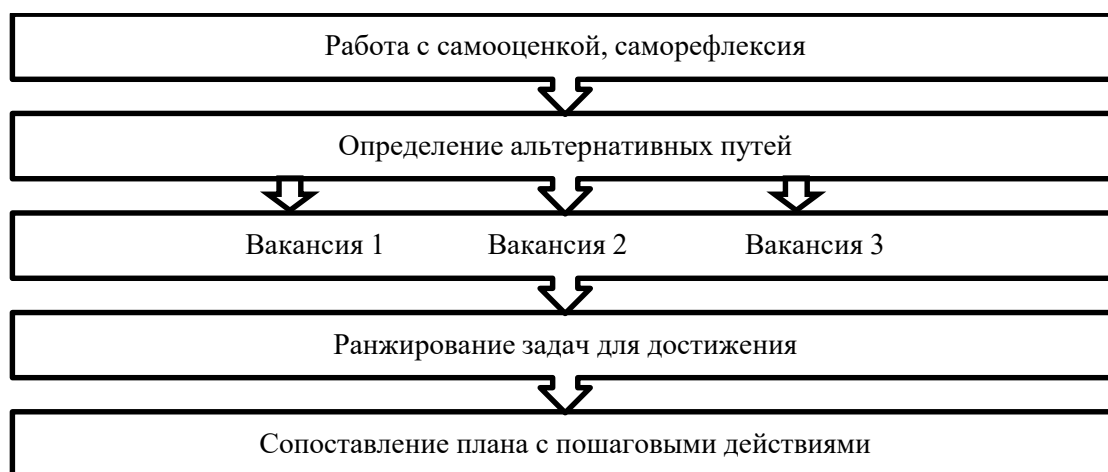 Работа с самооценкой, саморефлексия
Определение альтернативных путей
Вакансия 1 Вакансия 2 Вакансия 3
Ранжирование задач для достижения
Сопоставление плана с пошаговыми действиями